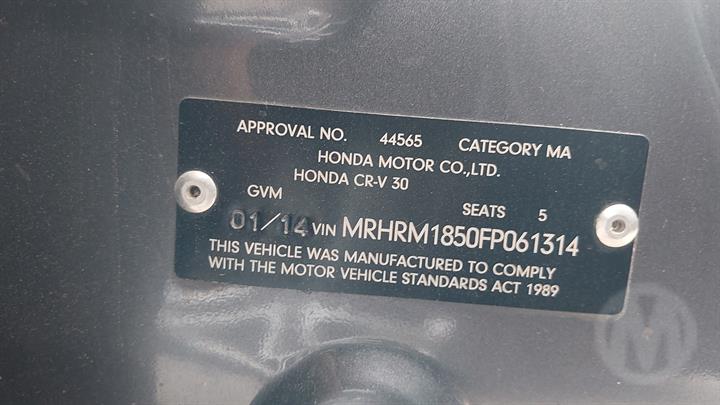 APPROVAL NO. 44565 CATEGORY MA
HONDA MOTOR CO.,LTD.
HONDA CR-V 30
GVM SEATS 5
01/14 VIN MRHRM1850FP061314
THIS VEHICLE WAS MANUFACTURED TO COMPLY
WITH THE MOTOR VEHICLE STANDARDS ACT 1989
M